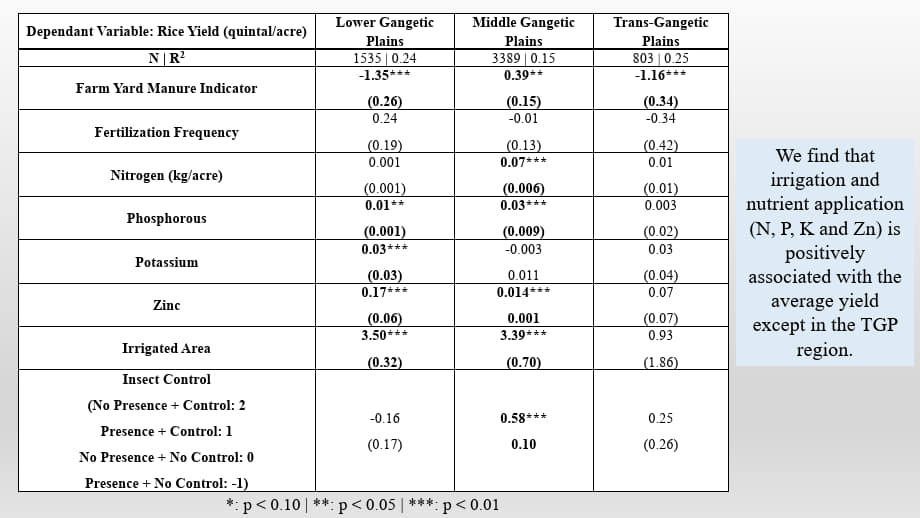 Dependant Variable: Rice Yield (quintal/acre) Lower Gangetic Plains Middle Gangetic Plains Trans-Gangetic Plains
N | R² 1535 | 0.24 3389 | 0.15 803 | 0.25
Farm Yard Manure Indicator -1.35*** 0.39** -1.16***
(0.26) (0.15) (0.34)
Fertilization Frequency 0.24 -0.01 -0.34
(0.19) (0.13) (0.42)
Nitrogen (kg/acre) 0.001 0.07*** 0.01
(0.001) (0.006) (0.01)
Phosphorous 0.01** 0.03*** 0.003
(0.001) (0.009) (0.02)
Potassium 0.03*** -0.003 0.03
(0.03) 0.011 (0.04)
Zinc 0.17*** 0.014*** 0.07
(0.06) 0.001 (0.07)
Irrigated Area 3.50*** 3.39*** 0.93
(0.32) (0.70) (1.86)
Insect Control
(No Presence + Control: 2
Presence + Control: 1
No Presence + No Control: 0
Presence + No Control: -1)
-0.16 0.58*** 0.25
(0.17) 0.10 (0.26)
*: p < 0.10 | **: p < 0.05 | ***: p < 0.01
We find that
irrigation and
nutrient application
(N, P, K and Zn) is
positively
associated with the
average yield
except in the TGP
region.